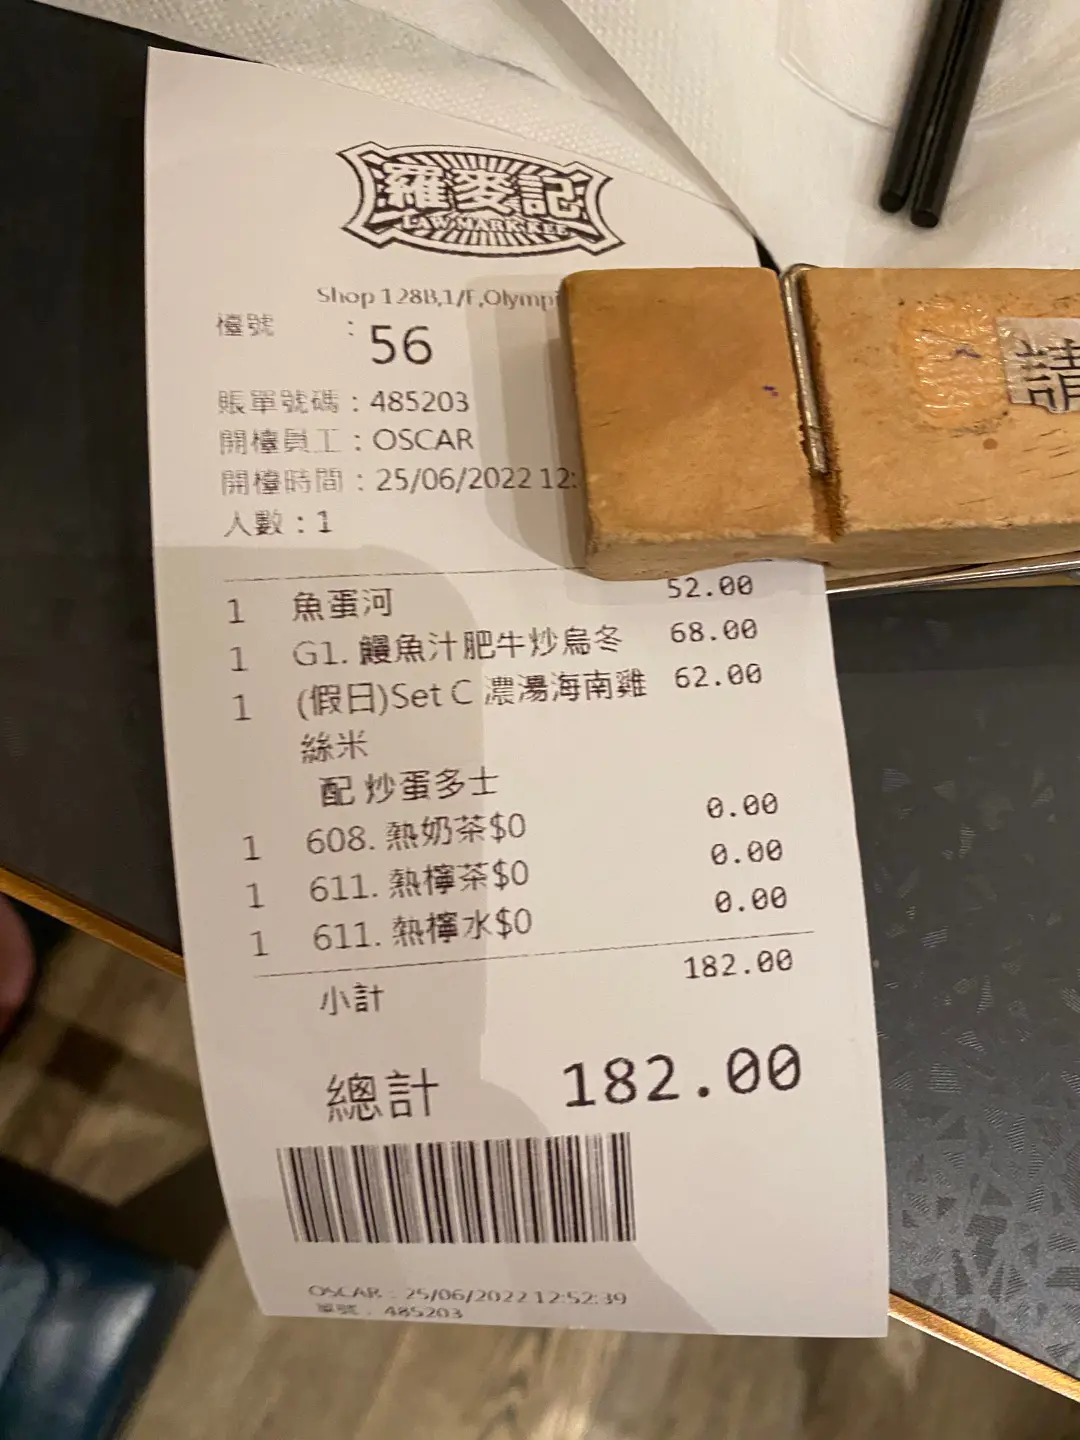 羅麥記
LAW MARK KEE
Shop 128B,1/F,Olymp
檯號 : 56
賬單號碼 : 485203
開檯員工 : OSCAR
開檯時間 : 25/06/2022 12:
人數 : 1
1 魚蛋河 52.00
1 G1. 鰻魚汁肥牛炒烏冬 68.00
1 (假日)Set C 濃湯海南雞 62.00
絲米
配 炒蛋多士
1 608. 熱奶茶$0 0.00
1 611. 熱檸茶$0 0.00
1 611. 熱檸水$0 0.00
小計 182.00
總計 182.00
OSCAR : 25/06/2022 12:52:39
單號 : 485203
請